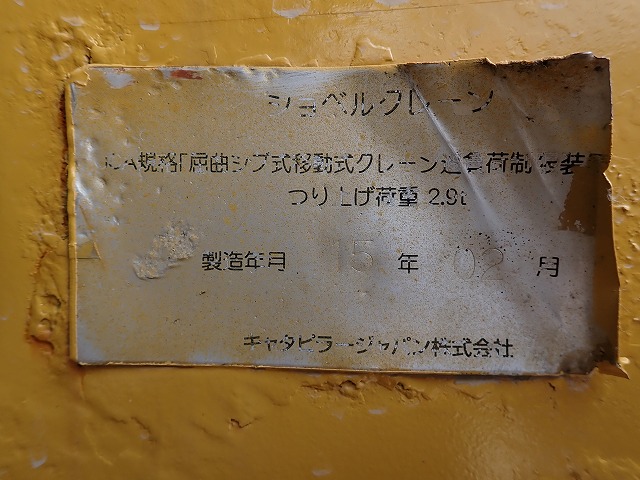 ショベルクレーン
CA規格「屈曲ジブ式移動式クレーン過負荷制 装
つり上げ荷重 2.9t
製造年月 15 年 02 月
キャタピラージャパン株式会社